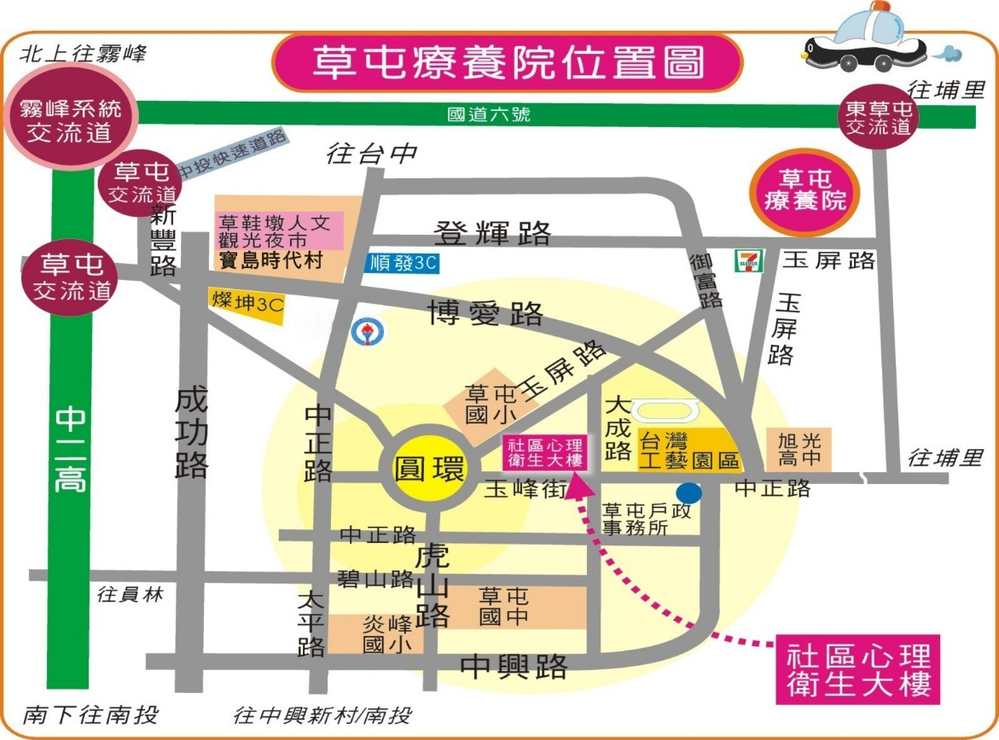 草屯療養院位置圖
北上往霧峰
往埔里
霧峰系統
交流道
國道六號
東草屯
交流道
中投快速道路
往台中
草屯
交流道
草屯
療養院
新豐路
草鞋墩人文
觀光夜市
寶島時代村
登輝路
順發3C
御富路
7
ELEVEN
玉屏路
草屯
交流道
燦坤3C
博愛路
玉屏路
玉屏路
草屯
國小
成功路
中正路
中二高
大成路
社區心理
衛生大樓
台灣
工藝園區
旭光
高中
往埔里
圓環
玉峰街
中正路
草屯戶政
事務所
中正路
虎山路
碧山路
往員林
太平路
草屯
國中
炎峰
國小
中興路
社區心理
衛生大樓
南下往南投
往中興新村/南投